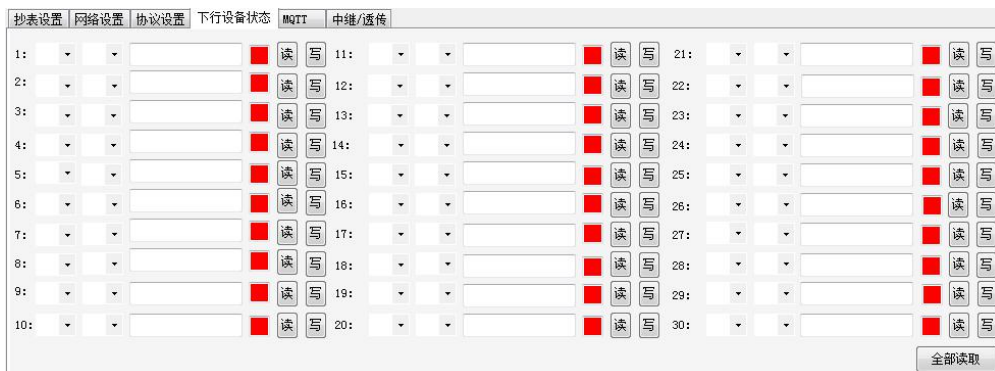 抄表设置 网络设置 协议设置 下行设备状态 MQTT 中继/透传
1: 读 写 11: 读 写 21: 读 写
2: 读 写 12: 读 写 22: 读 写
3: 读 写 13: 读 写 23: 读 写
4: 读 写 14: 读 写 24: 读 写
5: 读 写 15: 读 写 25: 读 写
6: 读 写 16: 读 写 26: 读 写
7: 读 写 17: 读 写 27: 读 写
8: 读 写 18: 读 写 28: 读 写
9: 读 写 19: 读 写 29: 读 写
10: 读 写 20: 读 写 30: 读 写
全部读取